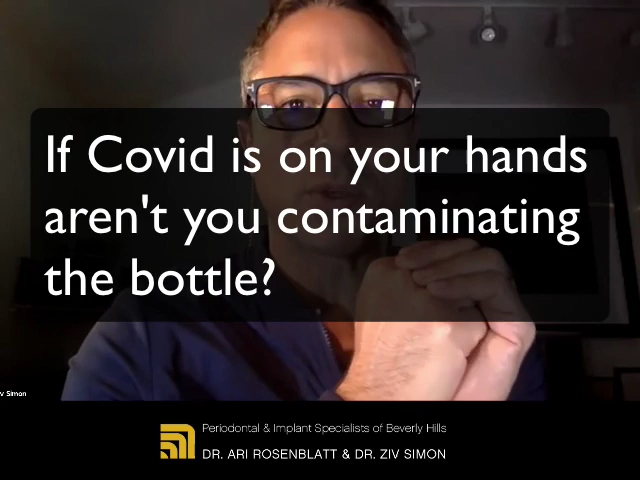 If Covid is on your hands
aren't you contaminating
the bottle?
v Simon
Periodontal & Implant Specialists of Beverly Hills
DR. ARI ROSENBLATT & DR. ZIV SIMON